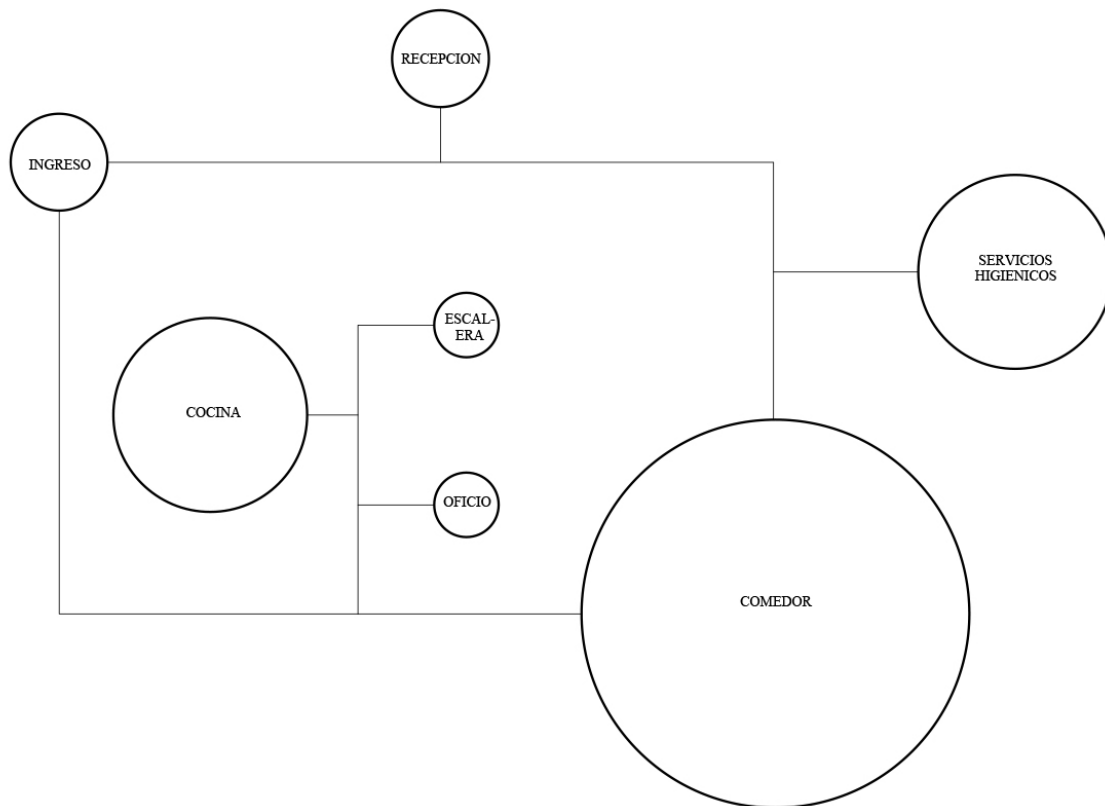 RECEPCION
INGRESO
SERVICIOS
HIGIENICOS
ESCAL-
ERA
COCINA
OFICIO
COMEDOR